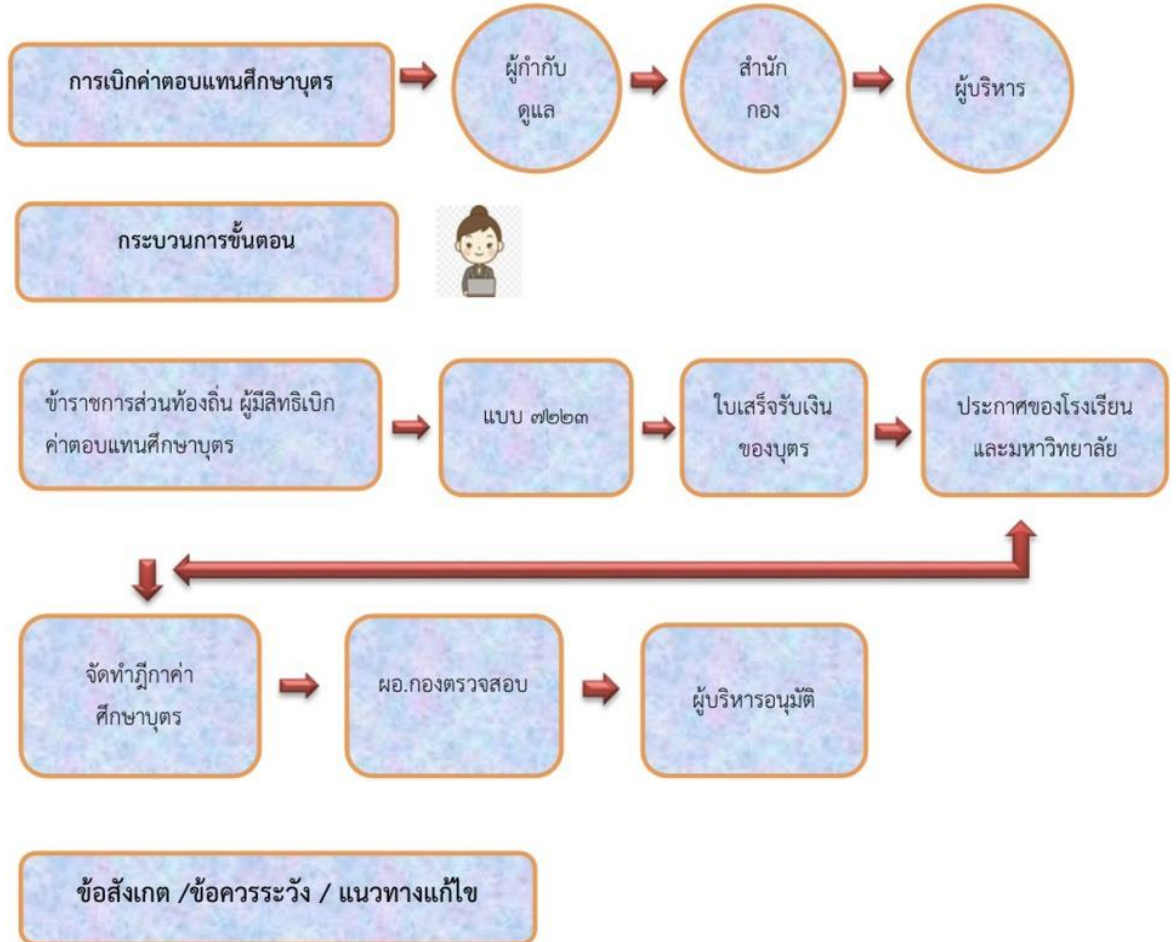 การเบิกค่าตอบแทนศึกษาบุตร
ผู้กำกับ
ดูแล
สำนัก
กอง
ผู้บริหาร
กระบวนการขั้นตอน
ข้าราชการส่วนท้องถิ่น ผู้มีสิทธิเบิก
ค่าตอบแทนศึกษาบุตร
แบบ ๗๒๒๓
ใบเสร็จรับเงิน
ของบุตร
ประกาศของโรงเรียน
และมหาวิทยาลัย
จัดทำฎีกาค่า
ศึกษาบุตร
ผอ.กองตรวจสอบ
ผู้บริหารอนุมัติ
ข้อสังเกต /ข้อควรระวัง / แนวทางแก้ไข